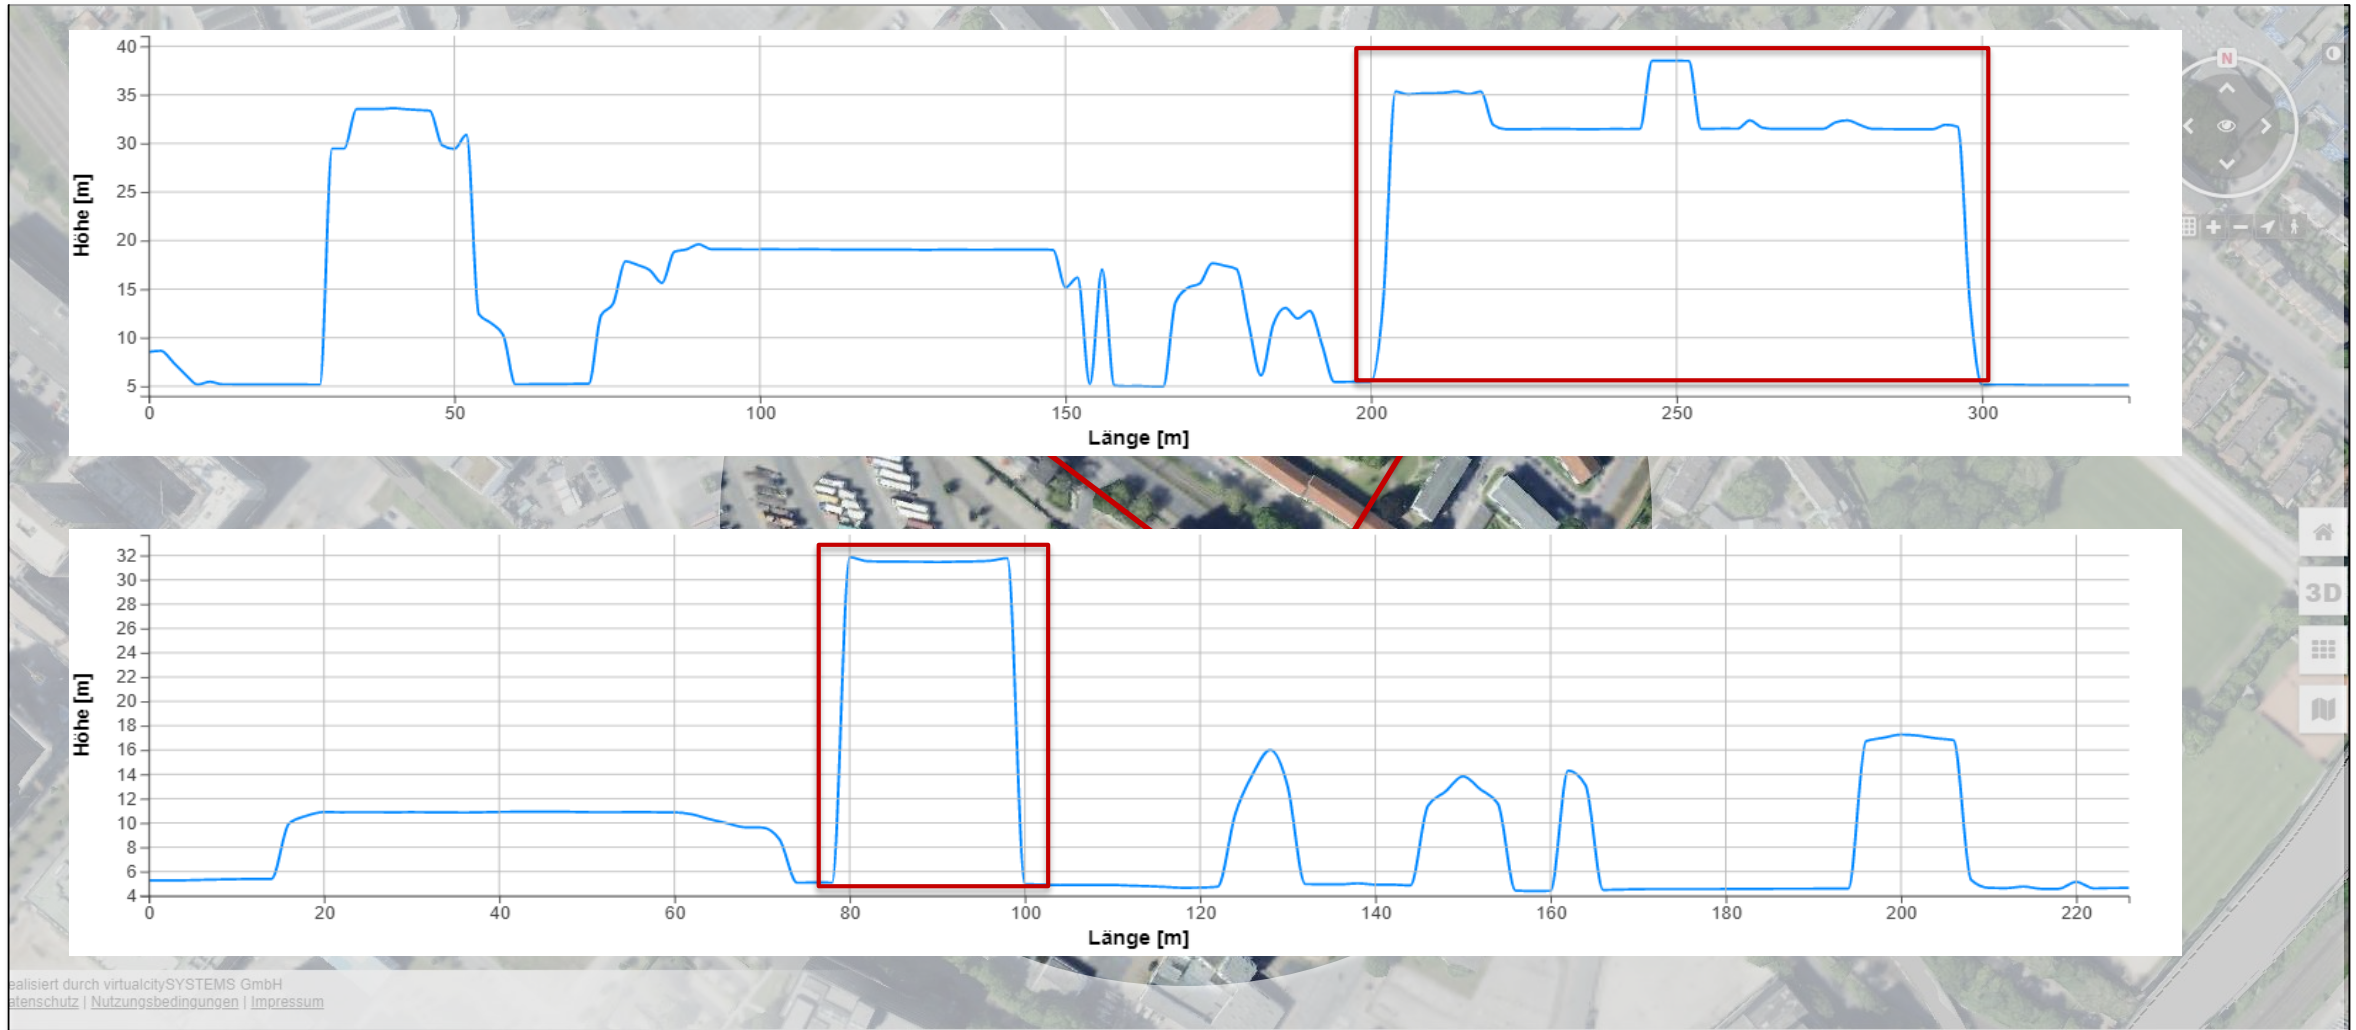 N
40
35
30
25
20
15
10
5
Höhe [m]
0 50 100 150 200 250 300
Länge [m]
32
30
28
26
24
22
20
18
16
14
12
10
8
6
4
Höhe [m]
0 20 40 60 80 100 120 140 160 180 200 220
Länge [m]
3D
ealisiert durch virtualcitySYSTEMS GmbH
atenschutz | Nutzungsbedingungen | Impressum